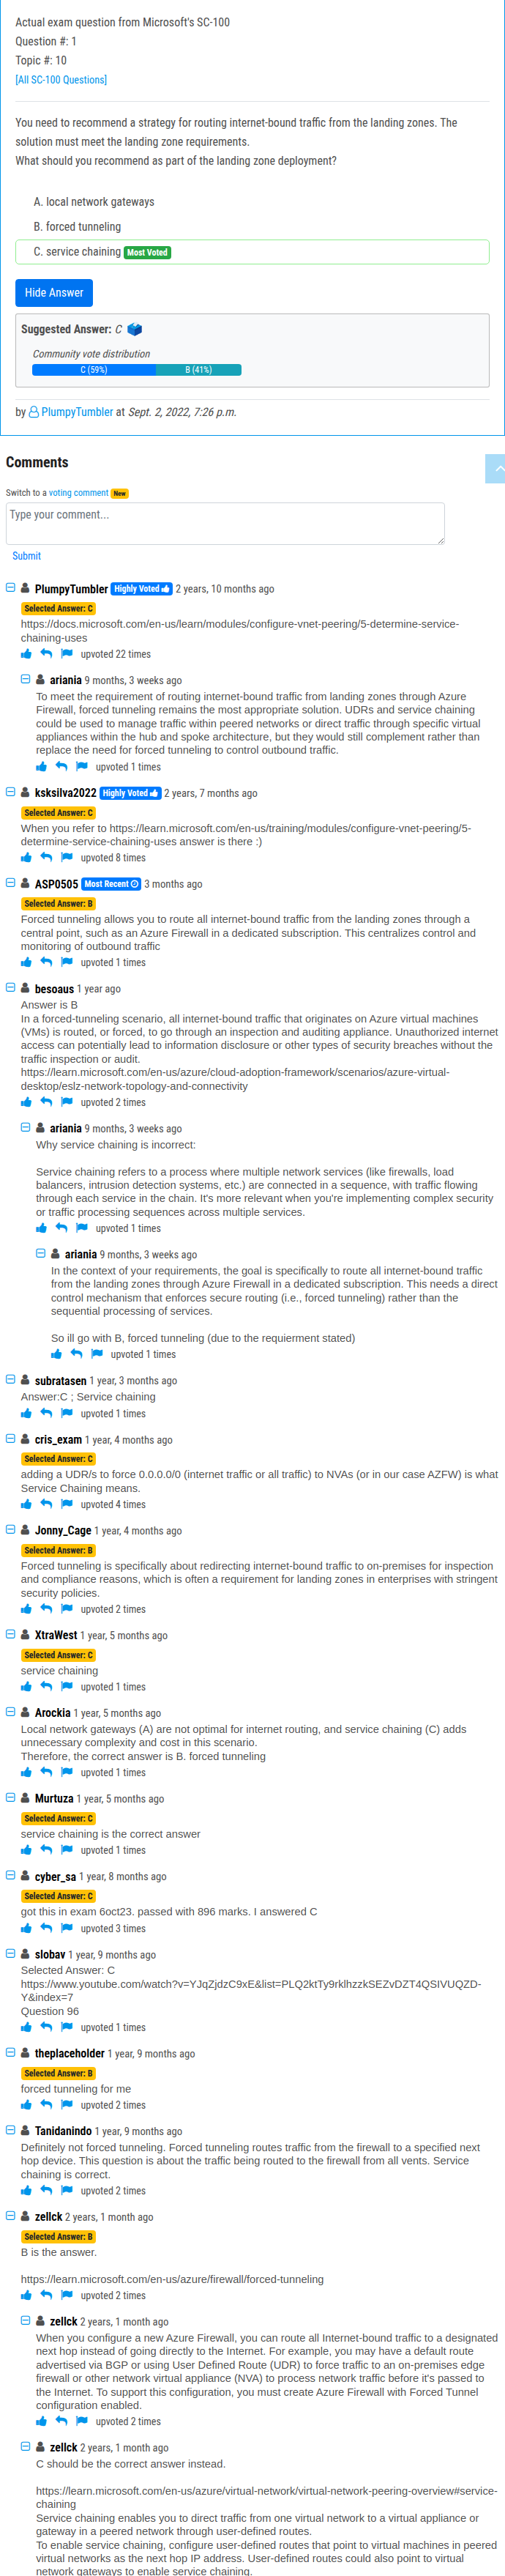 Actual exam question from Microsoft's SC-100
Question #: 1
Topic #: 10
[All SC-100 Questions]
You need to recommend a strategy for routing internet-bound traffic from the landing zones. The
solution must meet the landing zone requirements.
What should you recommend as part of the landing zone deployment?
A. local network gateways
B. forced tunneling
C. service chaining Most Voted
Hide Answer
Suggested Answer: C
Community vote distribution
C (59%) B (41%)
by PlumpyTumbler at Sept. 2, 2022, 7:26 p.m.
Comments
Switch to a voting comment New
Type your comment...
Submit
PlumpyTumbler Highly Voted 2 years, 10 months ago
Selected Answer: C
https://docs.microsoft.com/en-us/learn/modules/configure-vnet-peering/5-determine-service-
chaining-uses
upvoted 22 times
ariania 9 months, 3 weeks ago
To meet the requirement of routing internet-bound traffic from landing zones through Azure
Firewall, forced tunneling remains the most appropriate solution. UDRs and service chaining
could be used to manage traffic within peered networks or direct traffic through specific virtual
appliances within the hub and spoke architecture, but they would still complement rather than
replace the need for forced tunneling to control outbound traffic.
upvoted 1 times
ksksilva2022 Highly Voted 2 years, 7 months ago
Selected Answer: C
When you refer to https://learn.microsoft.com/en-us/training/modules/configure-vnet-peering/5-
determine-service-chaining-uses answer is there :)
upvoted 8 times
ASP0505 Most Recent 3 months ago
Selected Answer: B
Forced tunneling allows you to route all internet-bound traffic from the landing zones through a
central point, such as an Azure Firewall in a dedicated subscription. This centralizes control and
monitoring of outbound traffic
upvoted 1 times
besoaus 1 year ago
Answer is B
In a forced-tunneling scenario, all internet-bound traffic that originates on Azure virtual machines
(VMs) is routed, or forced, to go through an inspection and auditing appliance. Unauthorized internet
access can potentially lead to information disclosure or other types of security breaches without the
traffic inspection or audit.
https://learn.microsoft.com/en-us/azure/cloud-adoption-framework/scenarios/azure-virtual-
desktop/eslz-network-topology-and-connectivity
upvoted 2 times
ariania 9 months, 3 weeks ago
Why service chaining is incorrect:
Service chaining refers to a process where multiple network services (like firewalls, load
balancers, intrusion detection systems, etc.) are connected in a sequence, with traffic flowing
through each service in the chain. It's more relevant when you're implementing complex security
or traffic processing sequences across multiple services.
upvoted 1 times
ariania 9 months, 3 weeks ago
In the context of your requirements, the goal is specifically to route all internet-bound traffic
from the landing zones through Azure Firewall in a dedicated subscription. This needs a direct
control mechanism that enforces secure routing (i.e., forced tunneling) rather than the
sequential processing of services.
So ill go with B, forced tunneling (due to the requierment stated)
upvoted 1 times
subratasen 1 year, 3 months ago
Answer:C ; Service chaining
upvoted 1 times
cris_exam 1 year, 4 months ago
Selected Answer: C
adding a UDR/s to force 0.0.0.0/0 (internet traffic or all traffic) to NVAs (or in our case AZFW) is what
Service Chaining means.
upvoted 4 times
Jonny_Cage 1 year, 4 months ago
Selected Answer: B
Forced tunneling is specifically about redirecting internet-bound traffic to on-premises for inspection
and compliance reasons, which is often a requirement for landing zones in enterprises with stringent
security policies.
upvoted 2 times
XtraWest 1 year, 5 months ago
Selected Answer: C
service chaining
upvoted 1 times
Arockia 1 year, 5 months ago
Local network gateways (A) are not optimal for internet routing, and service chaining (C) adds
unnecessary complexity and cost in this scenario.
Therefore, the correct answer is B. forced tunneling
upvoted 1 times
Murtuza 1 year, 5 months ago
Selected Answer: C
service chaining is the correct answer
upvoted 1 times
cyber_sa 1 year, 8 months ago
Selected Answer: C
got this in exam 6oct23. passed with 896 marks. I answered C
upvoted 3 times
slobav 1 year, 9 months ago
Selected Answer: C
https://www.youtube.com/watch?v=YJqZjdzC9xE&list=PLQ2ktTy9rklhzzkSEZvDZT4QSIVUQZD-
Y&index=7
Question 96
upvoted 1 times
theplaceholder 1 year, 9 months ago
Selected Answer: B
forced tunneling for me
upvoted 2 times
Tanidanindo 1 year, 9 months ago
Definitely not forced tunneling. Forced tunneling routes traffic from the firewall to a specified next
hop device. This question is about the traffic being routed to the firewall from all vents. Service
chaining is correct.
upvoted 2 times
zellck 2 years, 1 month ago
Selected Answer: B
B is the answer.
https://learn.microsoft.com/en-us/azure/firewall/forced-tunneling
upvoted 2 times
zellck 2 years, 1 month ago
When you configure a new Azure Firewall, you can route all Internet-bound traffic to a designated
next hop instead of going directly to the Internet. For example, you may have a default route
advertised via BGP or using User Defined Route (UDR) to force traffic to an on-premises edge
firewall or other network virtual appliance (NVA) to process network traffic before it's passed to
the Internet. To support this configuration, you must create Azure Firewall with Forced Tunnel
configuration enabled.
upvoted 2 times
zellck 2 years, 1 month ago
C should be the correct answer instead.
https://learn.microsoft.com/en-us/azure/virtual-network/virtual-network-peering-overview#service-
chaining
Service chaining enables you to direct traffic from one virtual network to a virtual appliance or
gateway in a peered network through user-defined routes.
To enable service chaining, configure user-defined routes that point to virtual machines in peered
virtual networks as the next hop IP address. User-defined routes could also point to virtual
network gateways to enable service chaining.